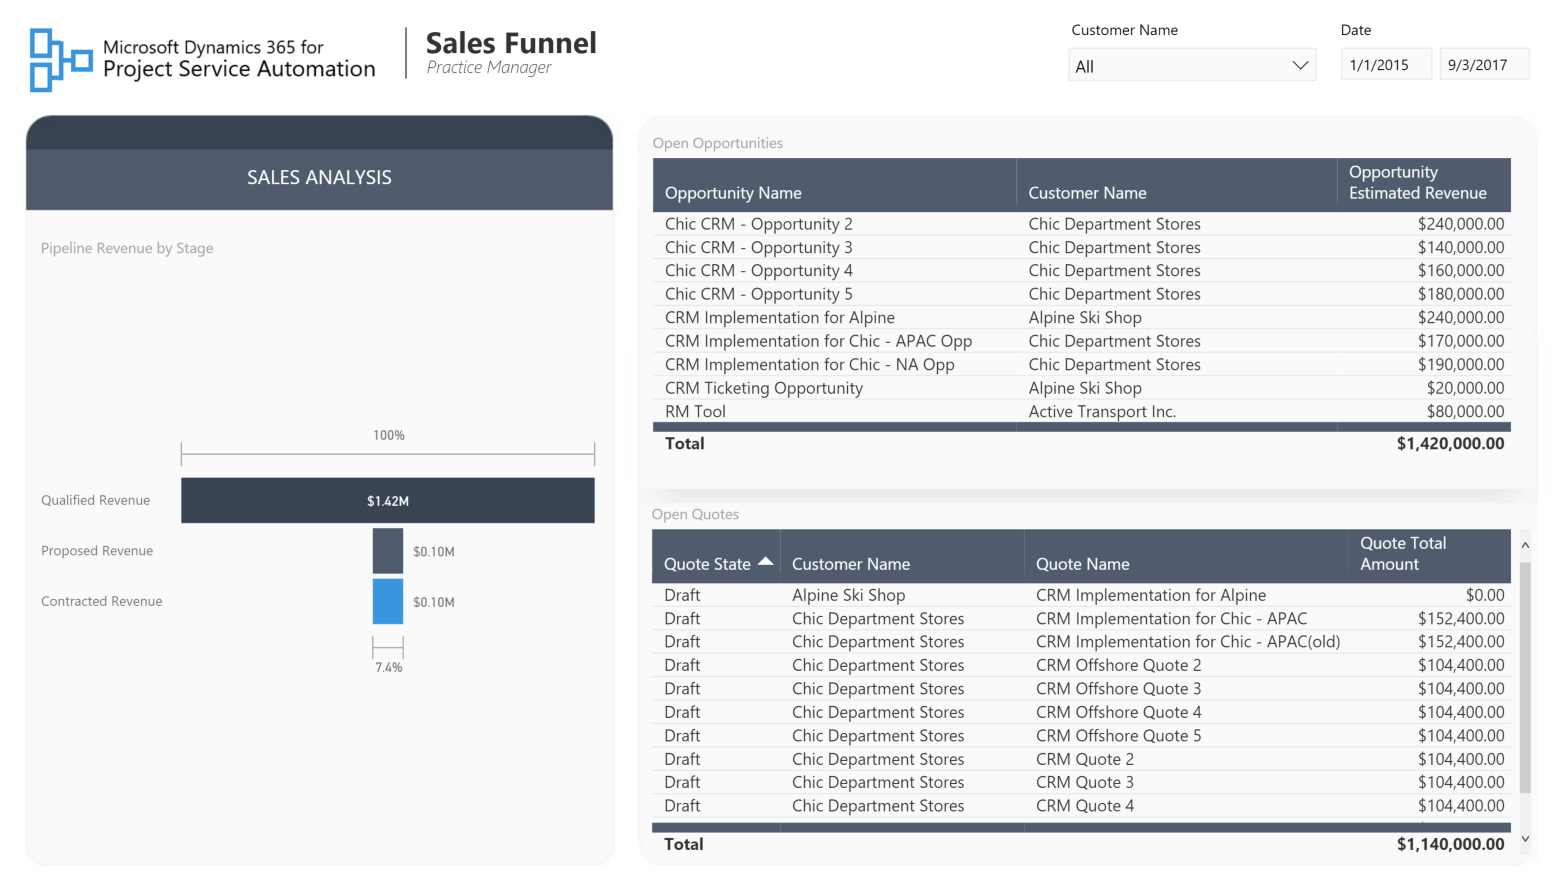 Microsoft Dynamics 365 for
Project Service Automation
Sales Funnel
Practice Manager
Customer Name
All
Date
1/1/2015 9/3/2017
SALES ANALYSIS
Pipeline Revenue by Stage
100%
Qualified Revenue $1.42M
Proposed Revenue $0.10M
Contracted Revenue $0.10M
7.4%
Open Opportunities
Opportunity Name Customer Name Opportunity Estimated Revenue
Chic CRM - Opportunity 2 Chic Department Stores $240,000.00
Chic CRM - Opportunity 3 Chic Department Stores $140,000.00
Chic CRM - Opportunity 4 Chic Department Stores $160,000.00
Chic CRM - Opportunity 5 Chic Department Stores $180,000.00
CRM Implementation for Alpine Alpine Ski Shop $240,000.00
CRM Implementation for Chic - APAC Opp Chic Department Stores $170,000.00
CRM Implementation for Chic - NA Opp Chic Department Stores $190,000.00
CRM Ticketing Opportunity Alpine Ski Shop $20,000.00
RM Tool Active Transport Inc. $80,000.00
Total $1,420,000.00
Open Quotes
Quote State Customer Name Quote Name Quote Total Amount
Draft Alpine Ski Shop CRM Implementation for Alpine $0.00
Draft Chic Department Stores CRM Implementation for Chic - APAC $152,400.00
Draft Chic Department Stores CRM Implementation for Chic - APAC(old) $152,400.00
Draft Chic Department Stores CRM Offshore Quote 2 $104,400.00
Draft Chic Department Stores CRM Offshore Quote 3 $104,400.00
Draft Chic Department Stores CRM Offshore Quote 4 $104,400.00
Draft Chic Department Stores CRM Offshore Quote 5 $104,400.00
Draft Chic Department Stores CRM Quote 2 $104,400.00
Draft Chic Department Stores CRM Quote 3 $104,400.00
Draft Chic Department Stores CRM Quote 4 $104,400.00
Total $1,140,000.00